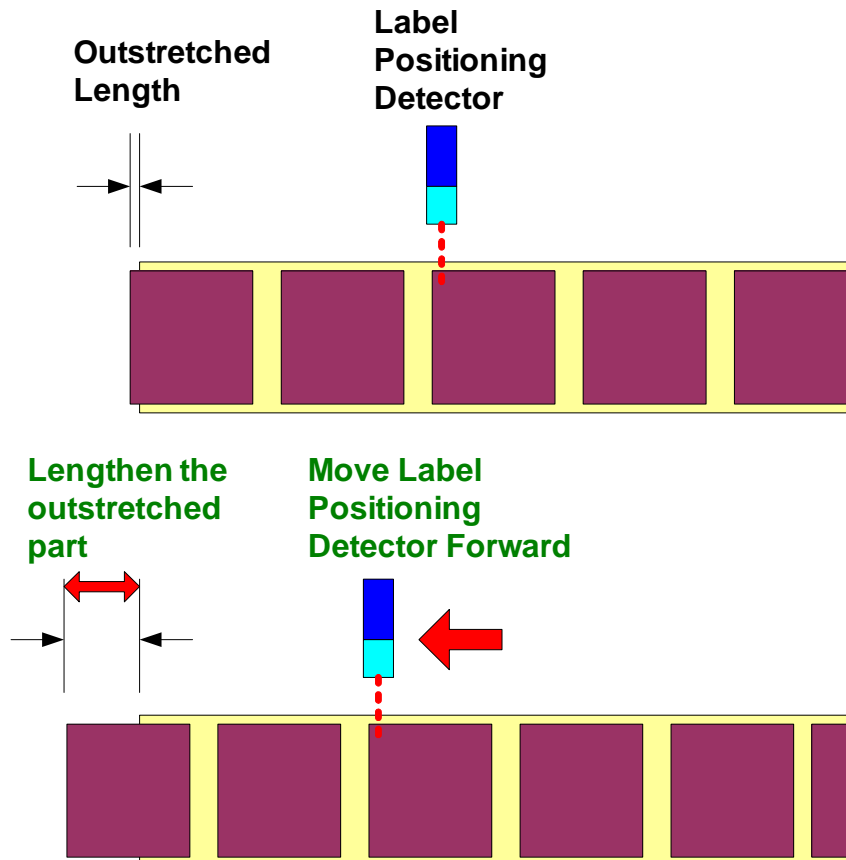 Outstretched
Length
Label
Positioning
Detector
Lengthen the
outstretched
part
Move Label
Positioning
Detector Forward